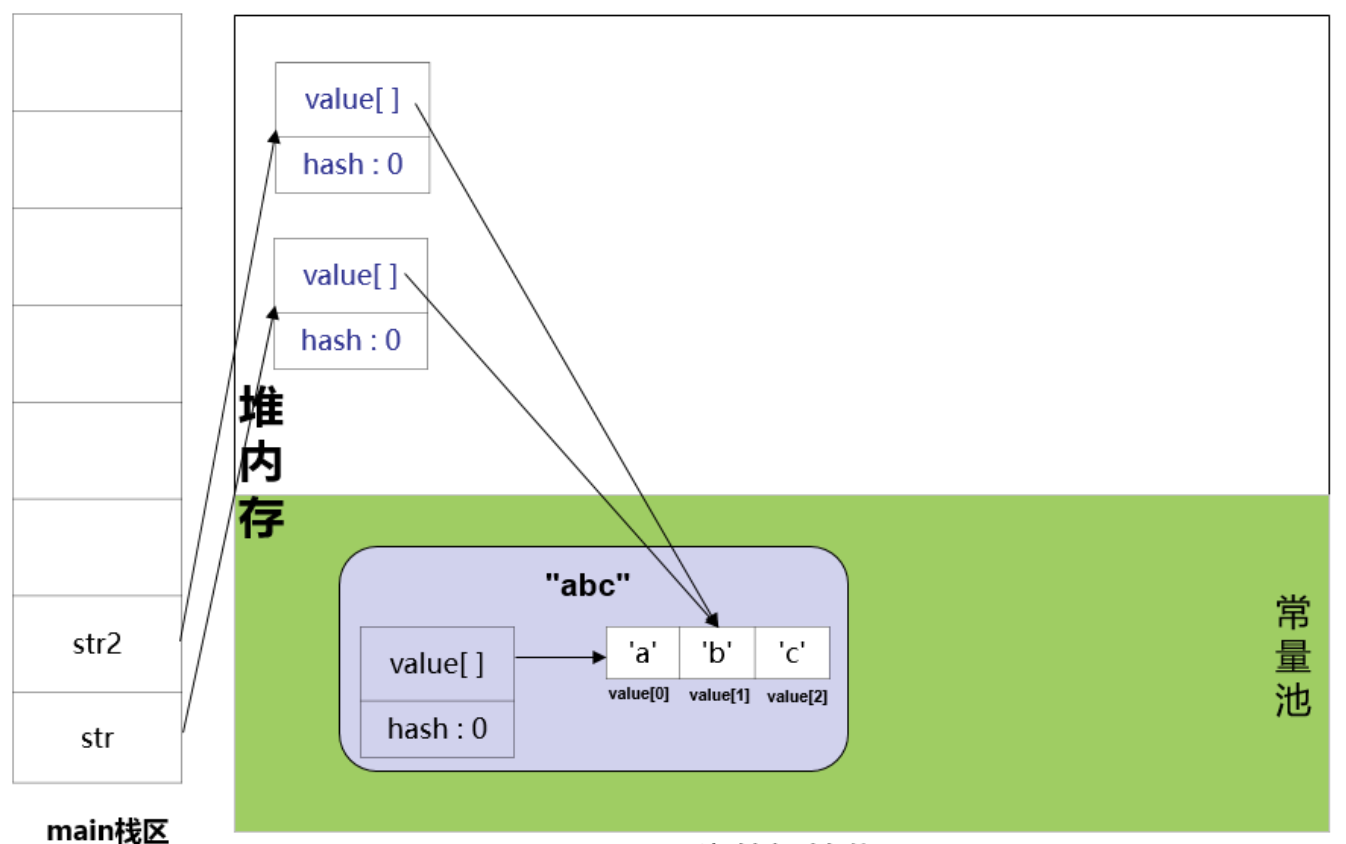 value[ ]
hash : 0
value[ ]
hash : 0
堆
内
存
"abc"
value[ ]
hash : 0
'a' 'b' 'c'
value[0] value[1] value[2]
常
量
池
str2
str
main栈区